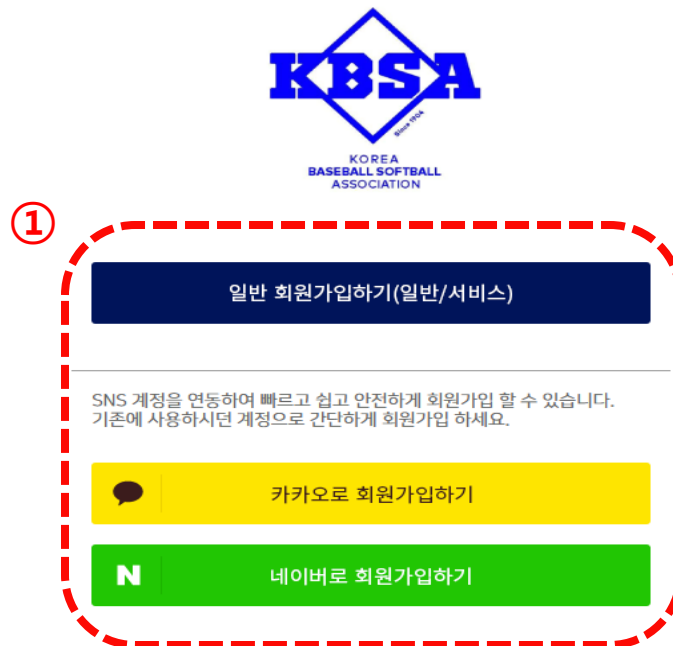 KBSA
Since 1904
KOREA
BASEBALL SOFTBALL
ASSOCIATION
①
일반 회원가입하기(일반/서비스)
SNS 계정을 연동하여 빠르고 쉽고 안전하게 회원가입 할 수 있습니다.
기존에 사용하시던 계정으로 간단하게 회원가입 하세요.
카카오로 회원가입하기
N 네이버로 회원가입하기